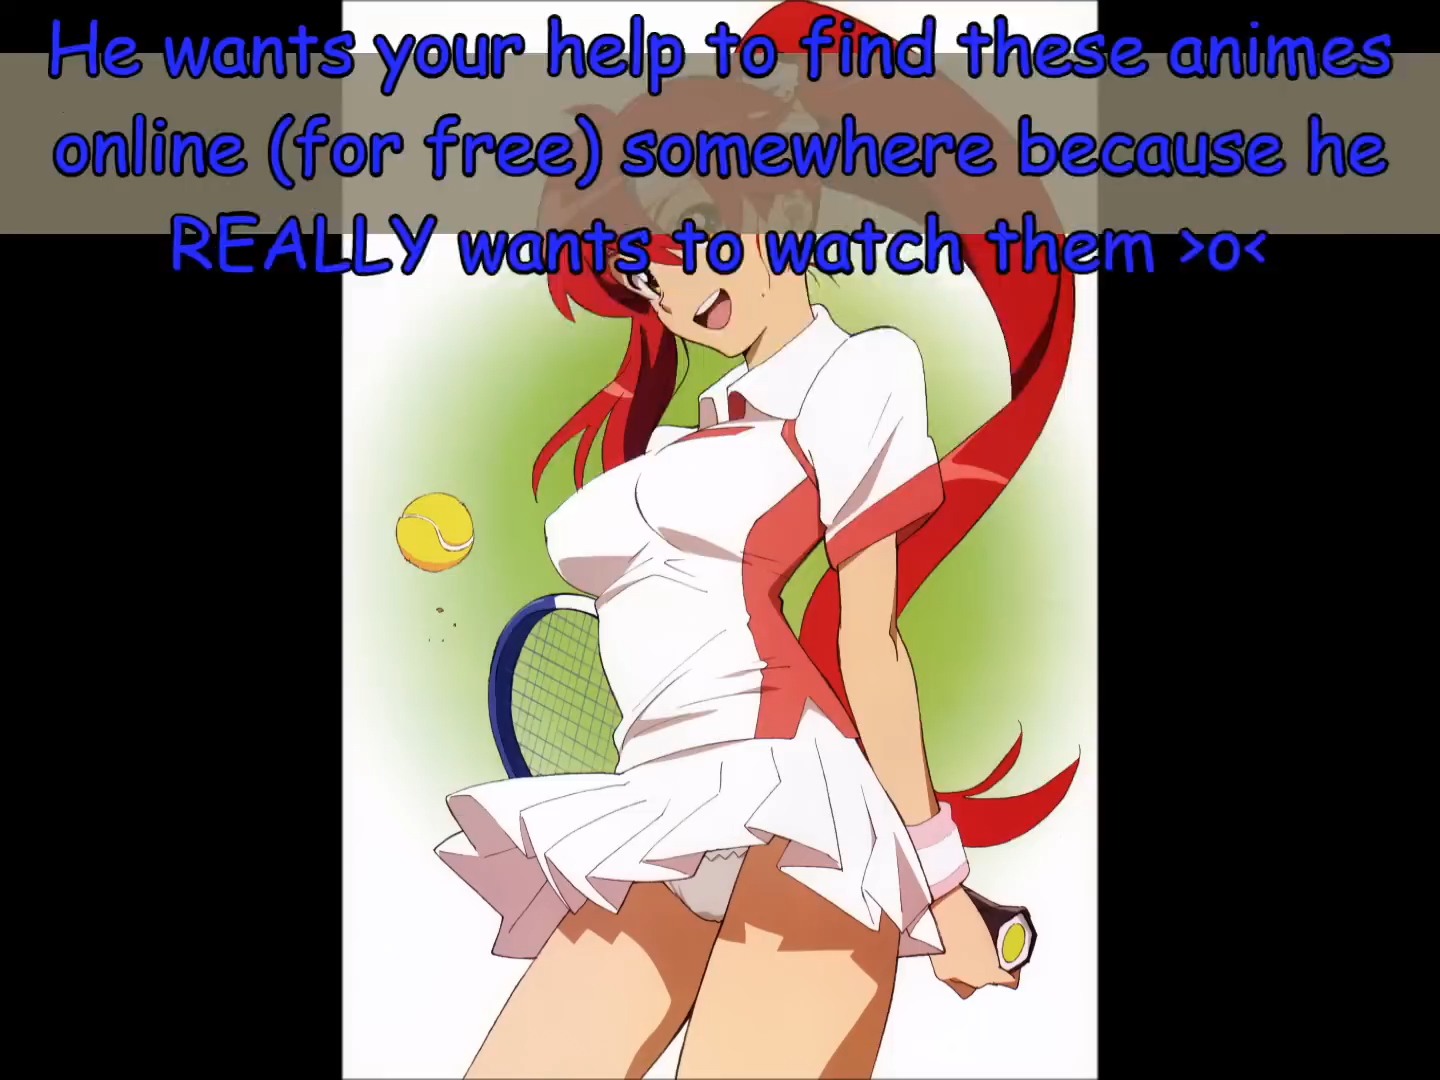 He wants your help to find these animes
online (for free) somewhere because he
REALLY wants to watch them >o<